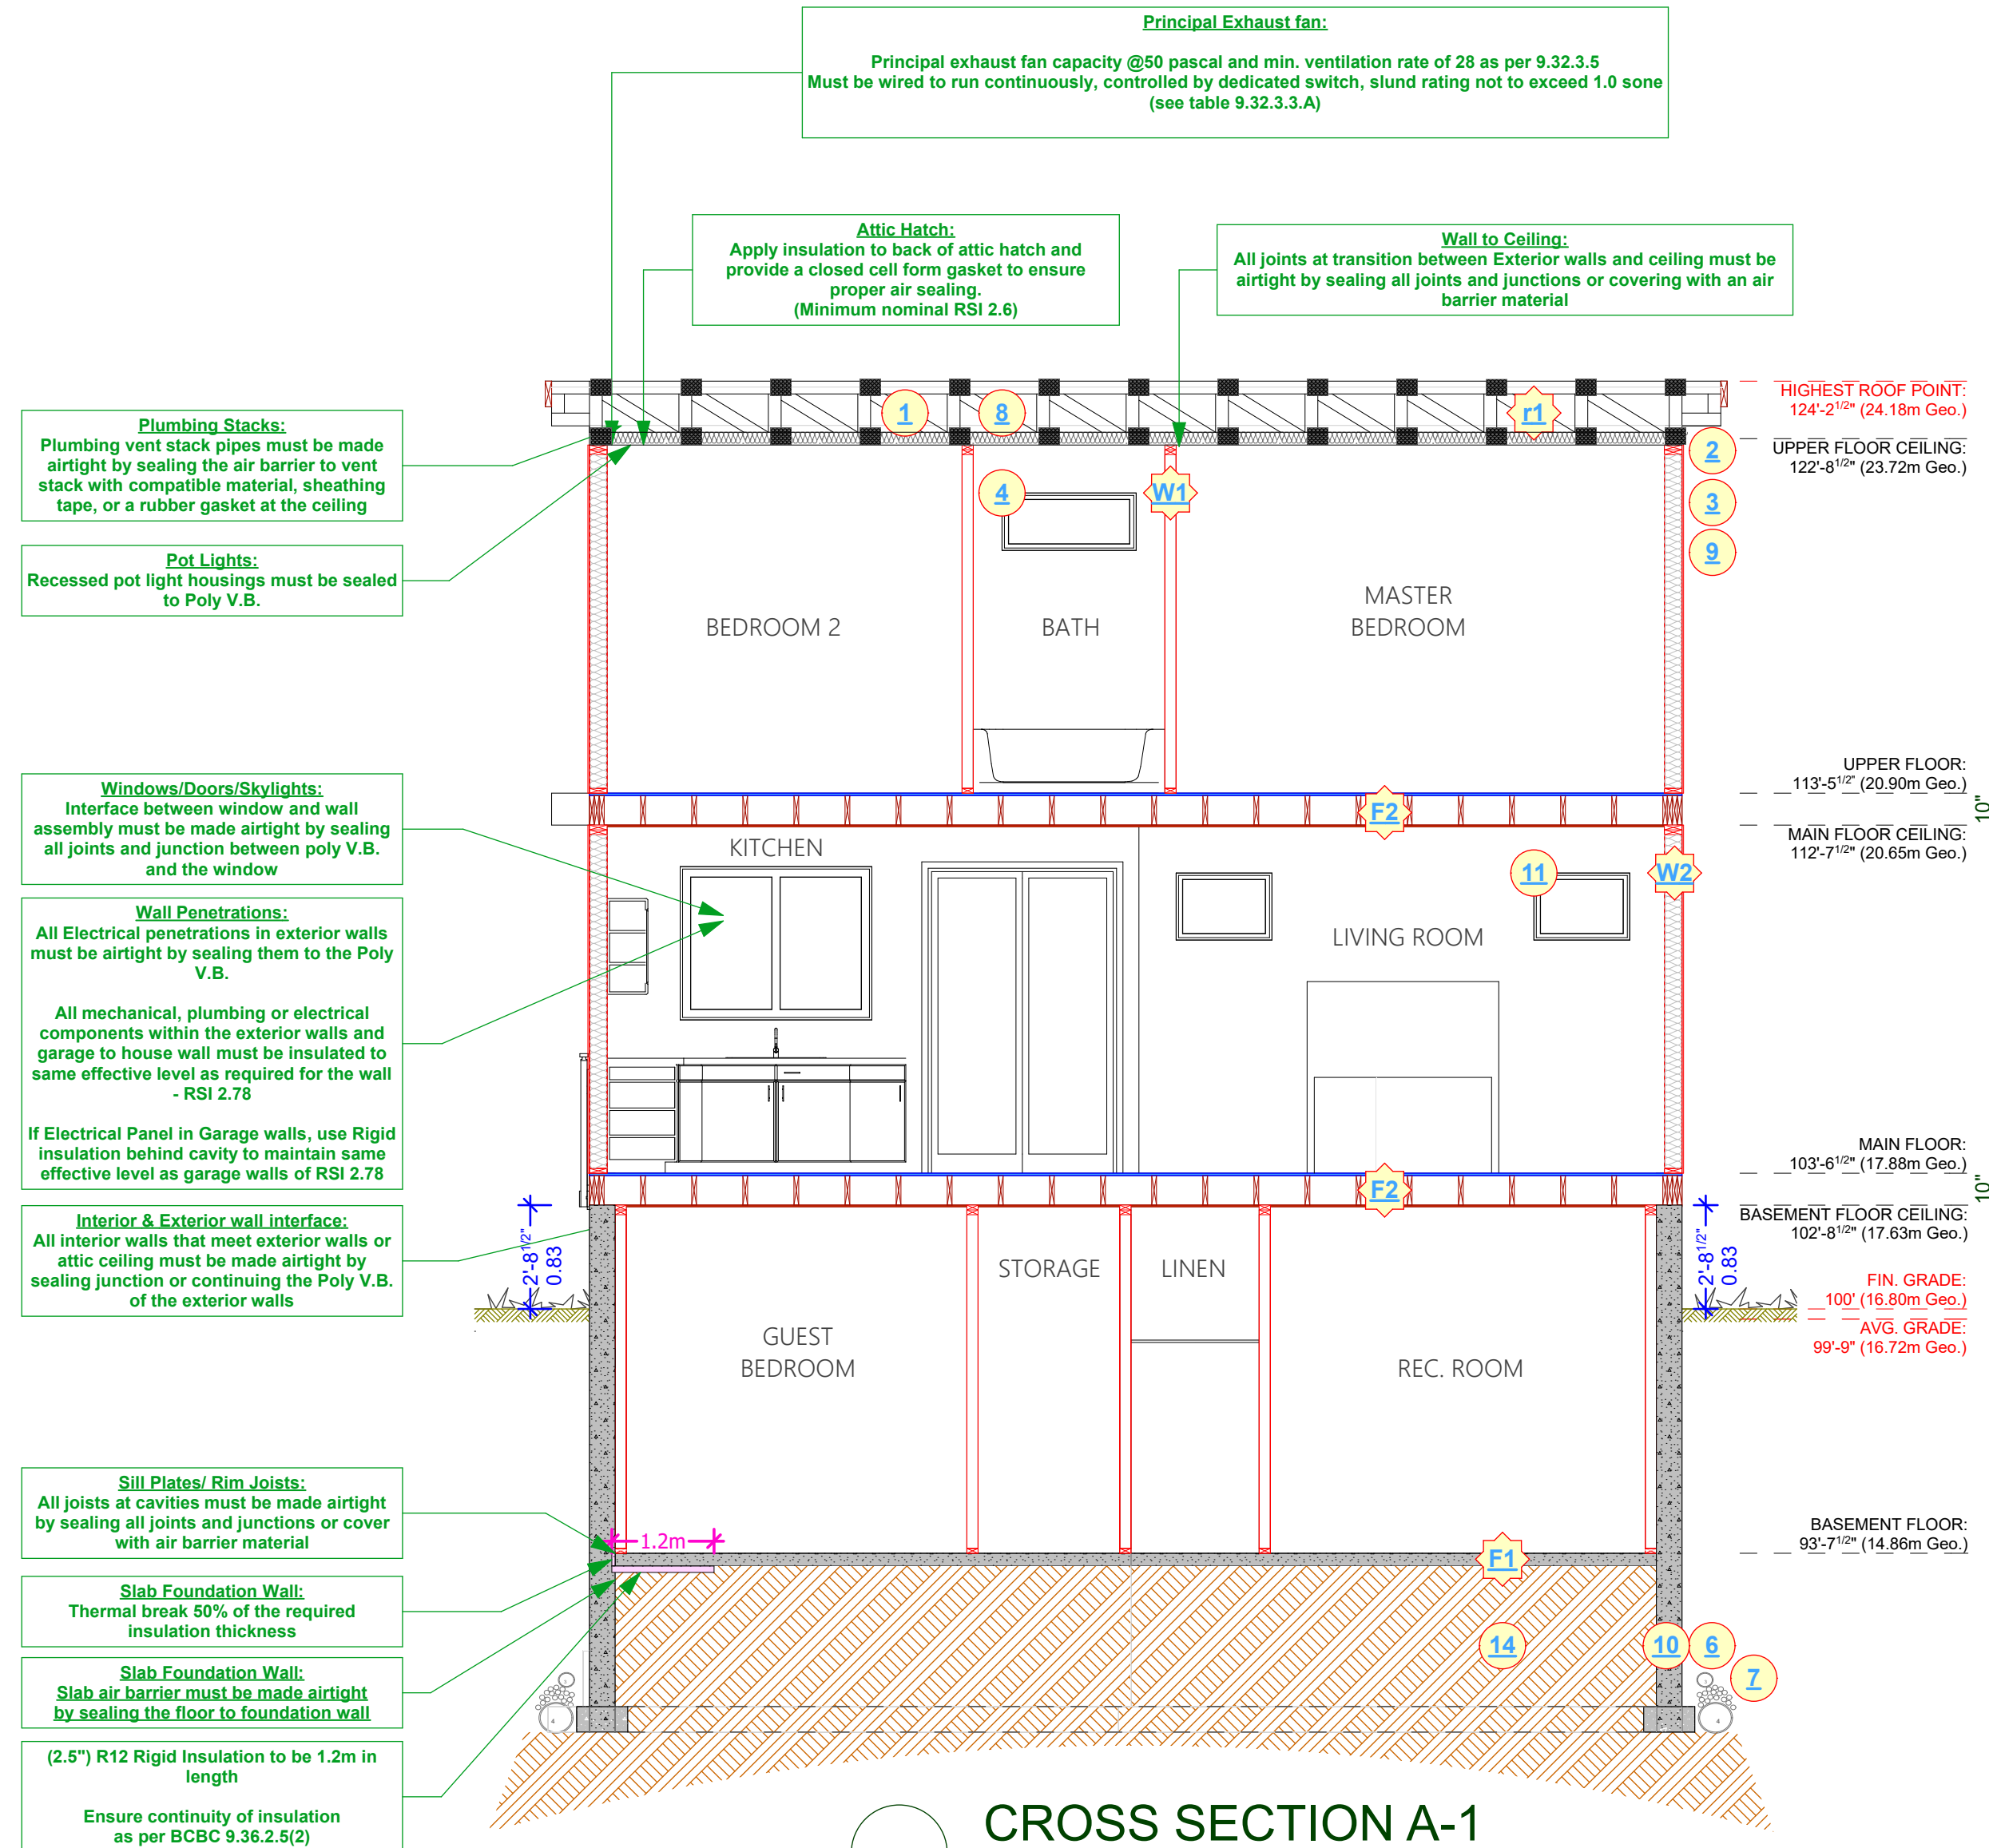 Principal Exhaust fan:
Principal exhaust fan capacity @50 pascal and min. ventilation rate of 28 as per 9.32.3.5
Must be wired to run continuously, controlled by dedicated switch, slund rating not to exceed 1.0 sone
(see table 9.32.3.3.A)
Attic Hatch:
Apply insulation to back of attic hatch and
provide a closed cell form gasket to ensure
proper air sealing.
(Minimum nominal RSI 2.6)
Wall to Ceiling:
All joints at transition between Exterior walls and ceiling must be
airtight by sealing all joints and junctions or covering with an air
barrier material
Plumbing Stacks:
Plumbing vent stack pipes must be made
airtight by sealing the air barrier to vent
stack with compatible material, sheathing
tape, or a rubber gasket at the ceiling
Pot Lights:
Recessed pot light housings must be sealed
to Poly V.B.
Windows/Doors/Skylights:
Interface between window and wall
assembly must be made airtight by sealing
all joints and junction between poly V.B.
and the window
Wall Penetrations:
All Electrical penetrations in exterior walls
must be airtight by sealing them to the Poly
V.B.
All mechanical, plumbing or electrical
components within the exterior walls and
garage to house wall must be insulated to
same effective level as required for the wall
- RSI 2.78
If Electrical Panel in Garage walls, use Rigid
insulation behind cavity to maintain same
effective level as garage walls of RSI 2.78
Interior & Exterior wall interface:
All interior walls that meet exterior walls or
attic ceiling must be made airtight by
sealing junction or continuing the Poly V.B.
of the exterior walls
Sill Plates/ Rim Joists:
All joists at cavities must be made airtight
by sealing all joints and junctions or cover
with air barrier material
Slab Foundation Wall:
Thermal break 50% of the required
insulation thickness
Slab Foundation Wall:
Slab air barrier must be made airtight
by sealing the floor to foundation wall
(2.5") R12 Rigid Insulation to be 1.2m in
length
Ensure continuity of insulation
as per BCBC 9.36.2.5(2)
1
8
r1
2
3
9
4
W1
BEDROOM 2
BATH
MASTER
BEDROOM
F2
KITCHEN
11
W2
LIVING ROOM
F2
2'-8 1/2"
0.83
STORAGE
LINEN
GUEST
BEDROOM
REC. ROOM
2'-8 1/2"
0.83
1.2m
F1
14
10
6
7
4
4
HIGHEST ROOF POINT:
124'-2 1/2" (24.18m Geo.)
UPPER FLOOR CEILING:
122'-8 1/2" (23.72m Geo.)
UPPER FLOOR:
113'-5 1/2" (20.90m Geo.)
10"
MAIN FLOOR CEILING:
112'-7 1/2" (20.65m Geo.)
MAIN FLOOR:
103'-6 1/2" (17.88m Geo.)
10"
BASEMENT FLOOR CEILING:
102'-8 1/2" (17.63m Geo.)
FIN. GRADE:
100' (16.80m Geo.)
AVG. GRADE:
99'-9" (16.72m Geo.)
BASEMENT FLOOR:
93'-7 1/2" (14.86m Geo.)
CROSS SECTION A-1